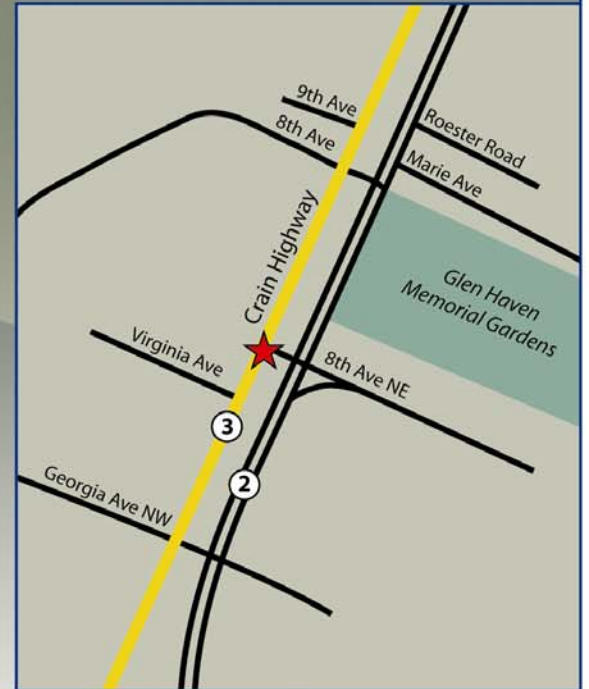 9th Ave
8th Ave
Roester Road
Marie Ave
Crain Highway
Glen Haven
Memorial Gardens
Virginia Ave
8th Ave NE
3
2
Georgia Ave NW